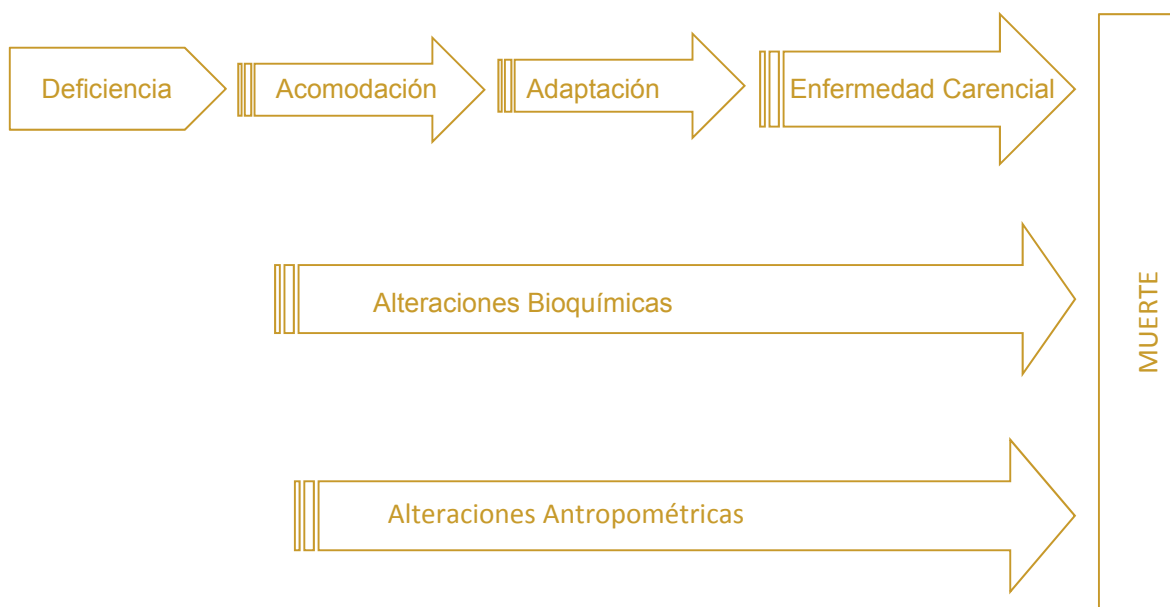 Deficiencia
Acomodación
Adaptación
Enfermedad Carencial
Alteraciones Bioquímicas
Alteraciones Antropométricas
MUERTE